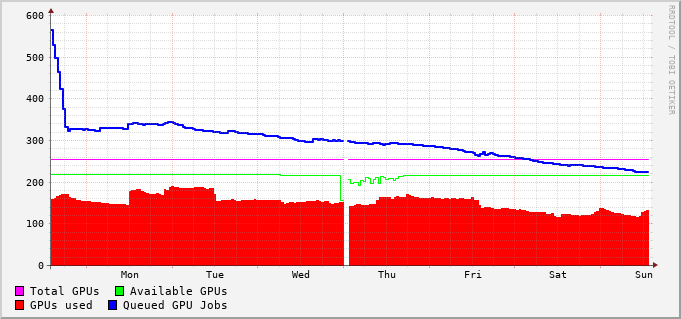 600
500
400
300
200
100
0
Mon Tue Wed Thu Fri Sat Sun
Total GPUs Available GPUs
GPUs used Queued GPU Jobs
RRDTOOL / TOBI OETIKER